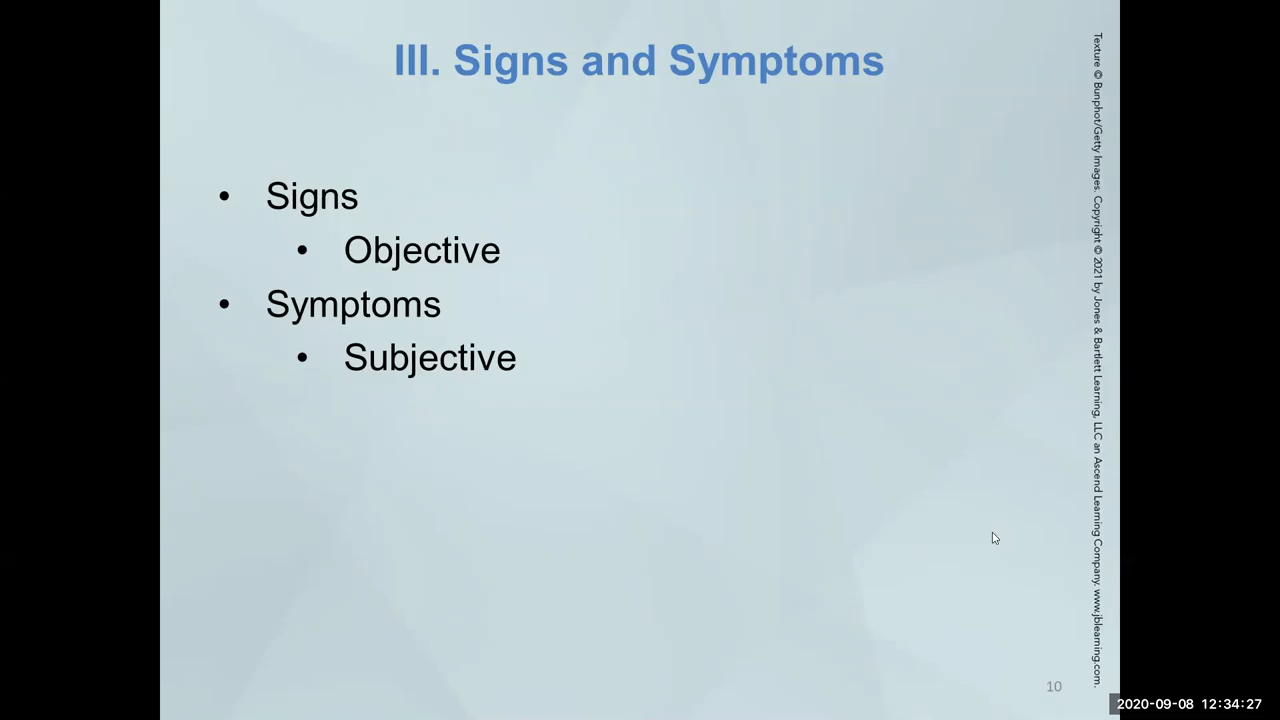 III. Signs and Symptoms
• Signs
• Objective
• Symptoms
• Subjective
Texture © Bunphot/Getty Images. Copyright © 2021 by Jones & Bartlett Learning, LLC an Ascend Learning Company. www.jblearning.com.
10
2020-09-08 12:34:27